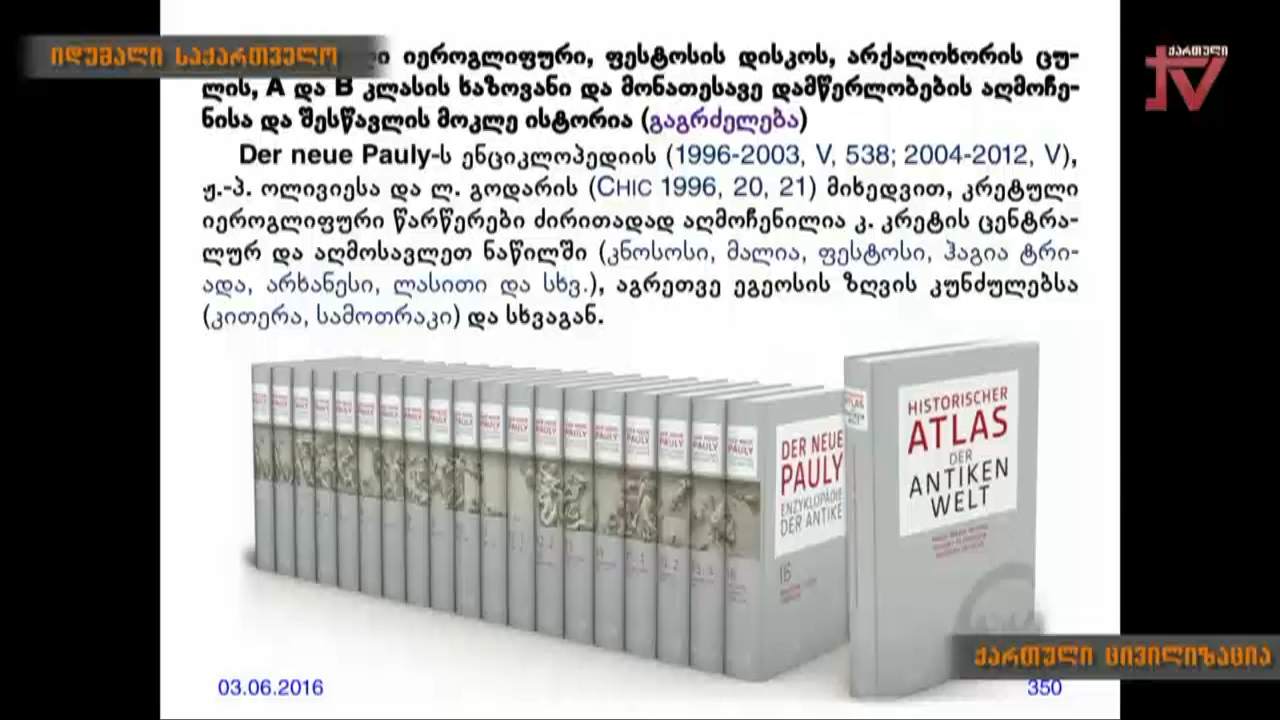 იდუმალი საქართველო
ქართული
TV
ი იეროგლიფური, ფესტოსის დისკოს, არქალოხორის ცუ-
ლის, A და B კლასის ხაზოვანი და მონათესავე დამწერლობების აღმოჩე-
ნისა და შესწავლის მოკლე ისტორია (გაგრძელება)
Der neue Pauly-ს ენციკლოპედიის (1996-2003, V, 538; 2004-2012, V),
ჟ.-პ. ოლივიესა და ლ. გოდარის (CHIC 1996, 20, 21) მიხედვით, კრეტული
იეროგლიფური წარწერები ძირითადად აღმოჩენილია კ. კრეტის ცენტრა-
ლურ და აღმოსავლეთ ნაწილში (კნოსოსი, მალია, ფესტოსი, ჰაგია ტრი-
ადა, არხანესი, ლასითი და სხვ.), აგრეთვე ეგეოსის ზღვის კუნძულებსა
(კითერა, სამოთრაკი) და სხვაგან.
DER NEUE
PAULY
ENZYKLOPÄDIE
DER ANTIKE
16
HISTORISCHER
ATLAS
DER
ANTIKEN
WELT
ქართული ცივილიზაცია
03.06.2016
350